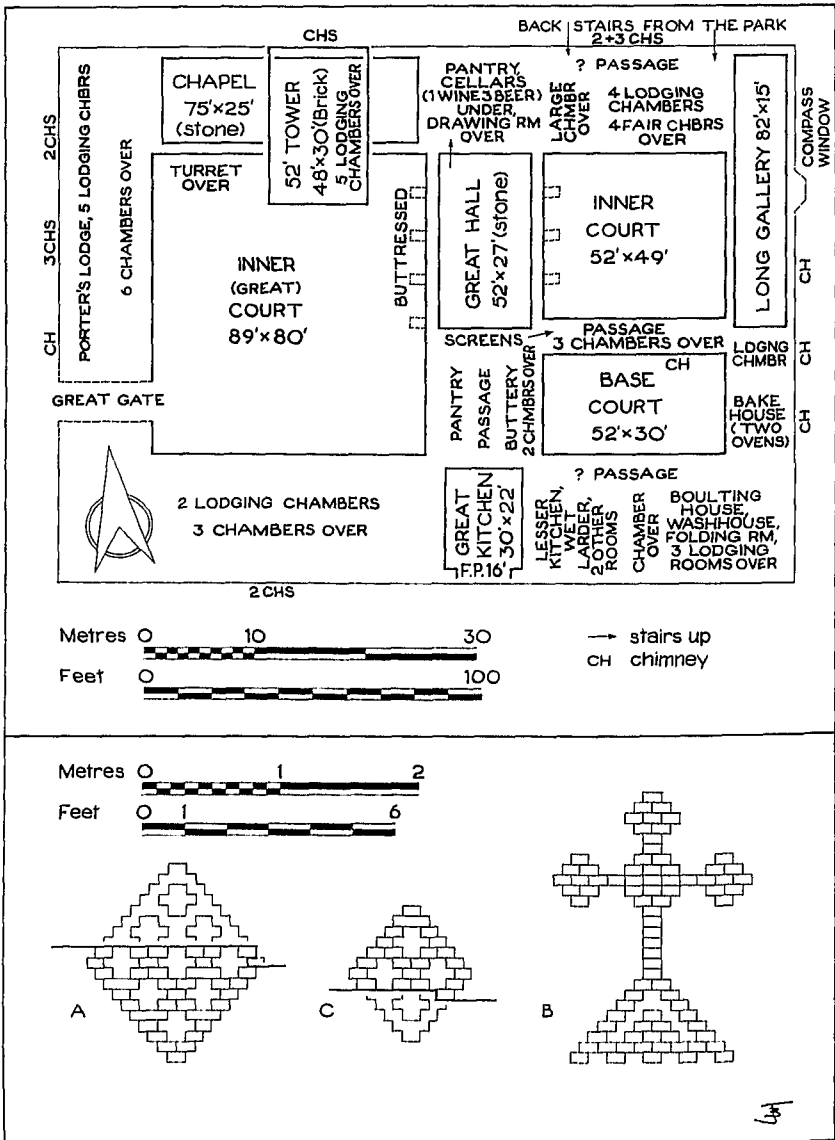 BACK STAIRS FROM THE PARK
2+3 CHS
CHS
2CHS
3CHS
CH
PORTER'S LODGE, 5 LODGING CHBRS
6 CHAMBERS OVER
CHAPEL
75'×25'
(stone)
TURRET
OVER
52' TOWER
48'×30'(Brick)
5 LODGING
CHAMBERS OVER
PANTRY,
CELLARS
(1 WINE 3 BEER)
UNDER,
DRAWING RM
OVER
LARGE
CHMBR
OVER
? PASSAGE
4 LODGING
CHAMBERS
4 FAIR CHBRS
OVER
LONG GALLERY 82'×15'
COMPASS
WINDOW
INNER
(GREAT)
COURT
89'×80'
BUTTRESSED
GREAT HALL
52'×27'(stone)
INNER
COURT
52'×49'
CH
SCREENS
PASSAGE
3 CHAMBERS OVER
CH
LDGNG
CHMBR
CH
GREAT GATE
PANTRY
PASSAGE
BUTTERY
2 CHMBRS OVER
BASE
COURT
52'×30'
BAKE
HOUSE
(TWO
OVENS)
CH
2 LODGING CHAMBERS
3 CHAMBERS OVER
GREAT
KITCHEN
30'×22'
F.P.16'
? PASSAGE
LESSER
KITCHEN,
WET
LARDER,
2 OTHER
ROOMS
CHAMBER
OVER
BOULTING
HOUSE,
WASHHOUSE,
FOLDING RM,
3 LODGING
ROOMS OVER
2CHS
Metres 0 10 30
Feet 0 100
→ stairs up
CH chimney
Metres 0 1 2
Feet 0 1 6
A
C
B